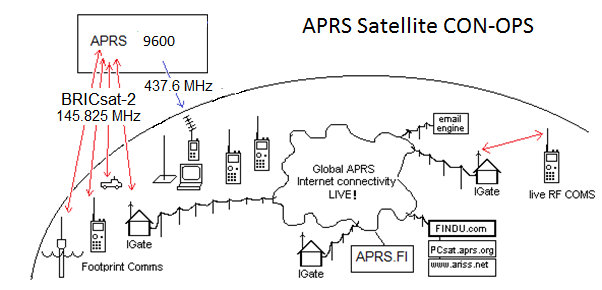 APRS Satellite CON-OPS
APRS 9600
437.6 MHz
BRICsat-2
145.825 MHz
email
engine
Global APRS
Internet connectivity
LIVE!
IGate
live RF COMS
IGate
Footprint Comms
IGate
APRS.FI
FINDU.com
PCsat.aprs.org
www.ariss.net